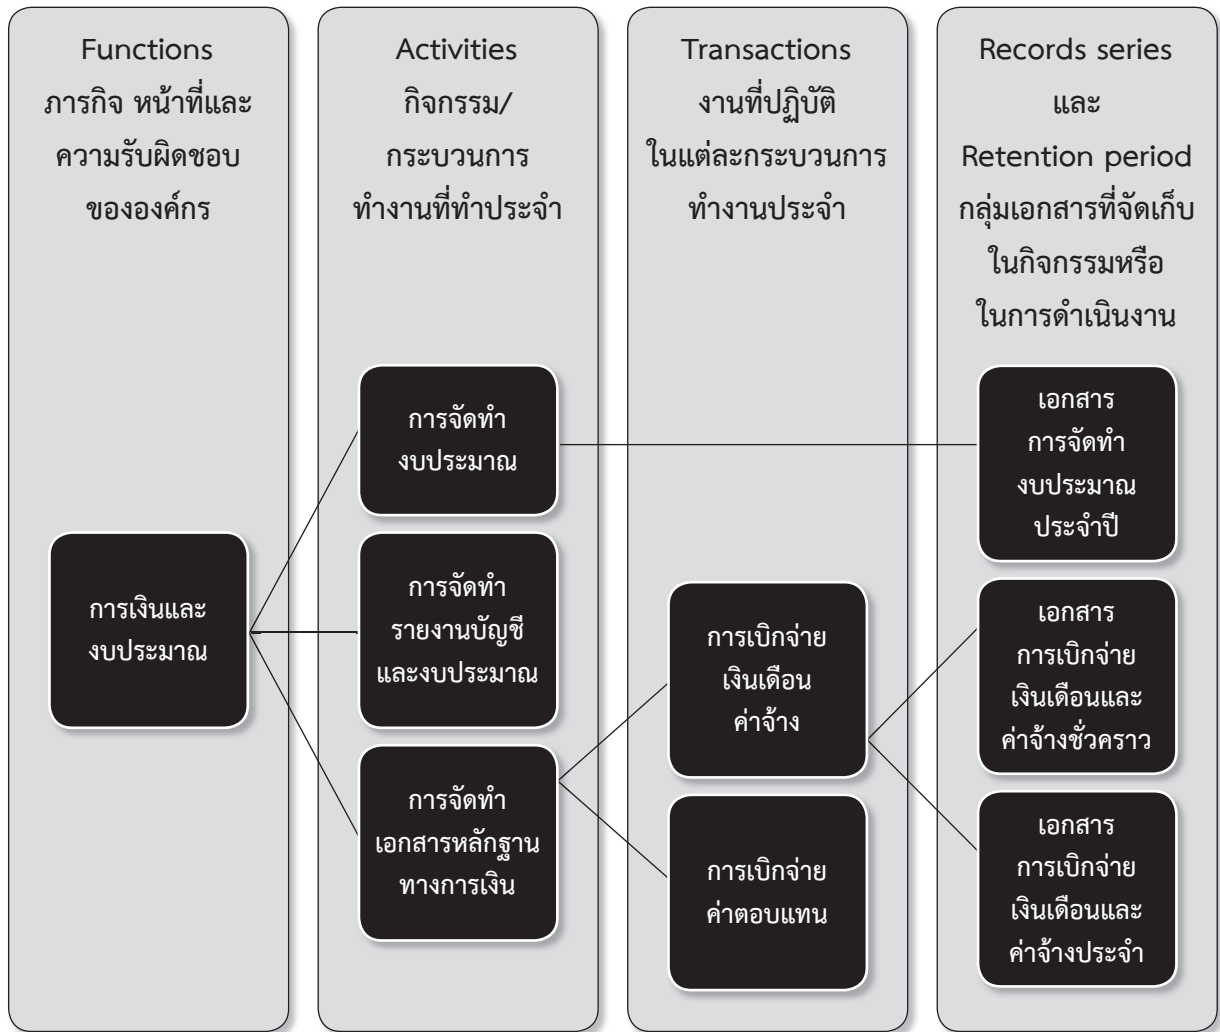 Functions
ภารกิจ หน้าที่และ
ความรับผิดชอบ
ขององค์กร
Activities
กิจกรรม/
กระบวนการ
ทำงานที่ทำประจำ
Transactions
งานที่ปฏิบัติ
ในแต่ละกระบวนการ
ทำงานประจำ
Records series
และ
Retention period
กลุ่มเอกสารที่จัดเก็บ
ในกิจกรรมหรือ
ในการดำเนินงาน
การเงินและ
งบประมาณ
การจัดทำ
งบประมาณ
การจัดทำ
รายงานบัญชี
และงบประมาณ
การจัดทำ
เอกสารหลักฐาน
ทางการเงิน
การเบิกจ่าย
เงินเดือน
ค่าจ้าง
การเบิกจ่าย
ค่าตอบแทน
เอกสาร
การจัดทำ
งบประมาณ
ประจำปี
เอกสาร
การเบิกจ่าย
เงินเดือนและ
ค่าจ้างชั่วคราว
เอกสาร
การเบิกจ่าย
เงินเดือนและ
ค่าจ้างประจำ